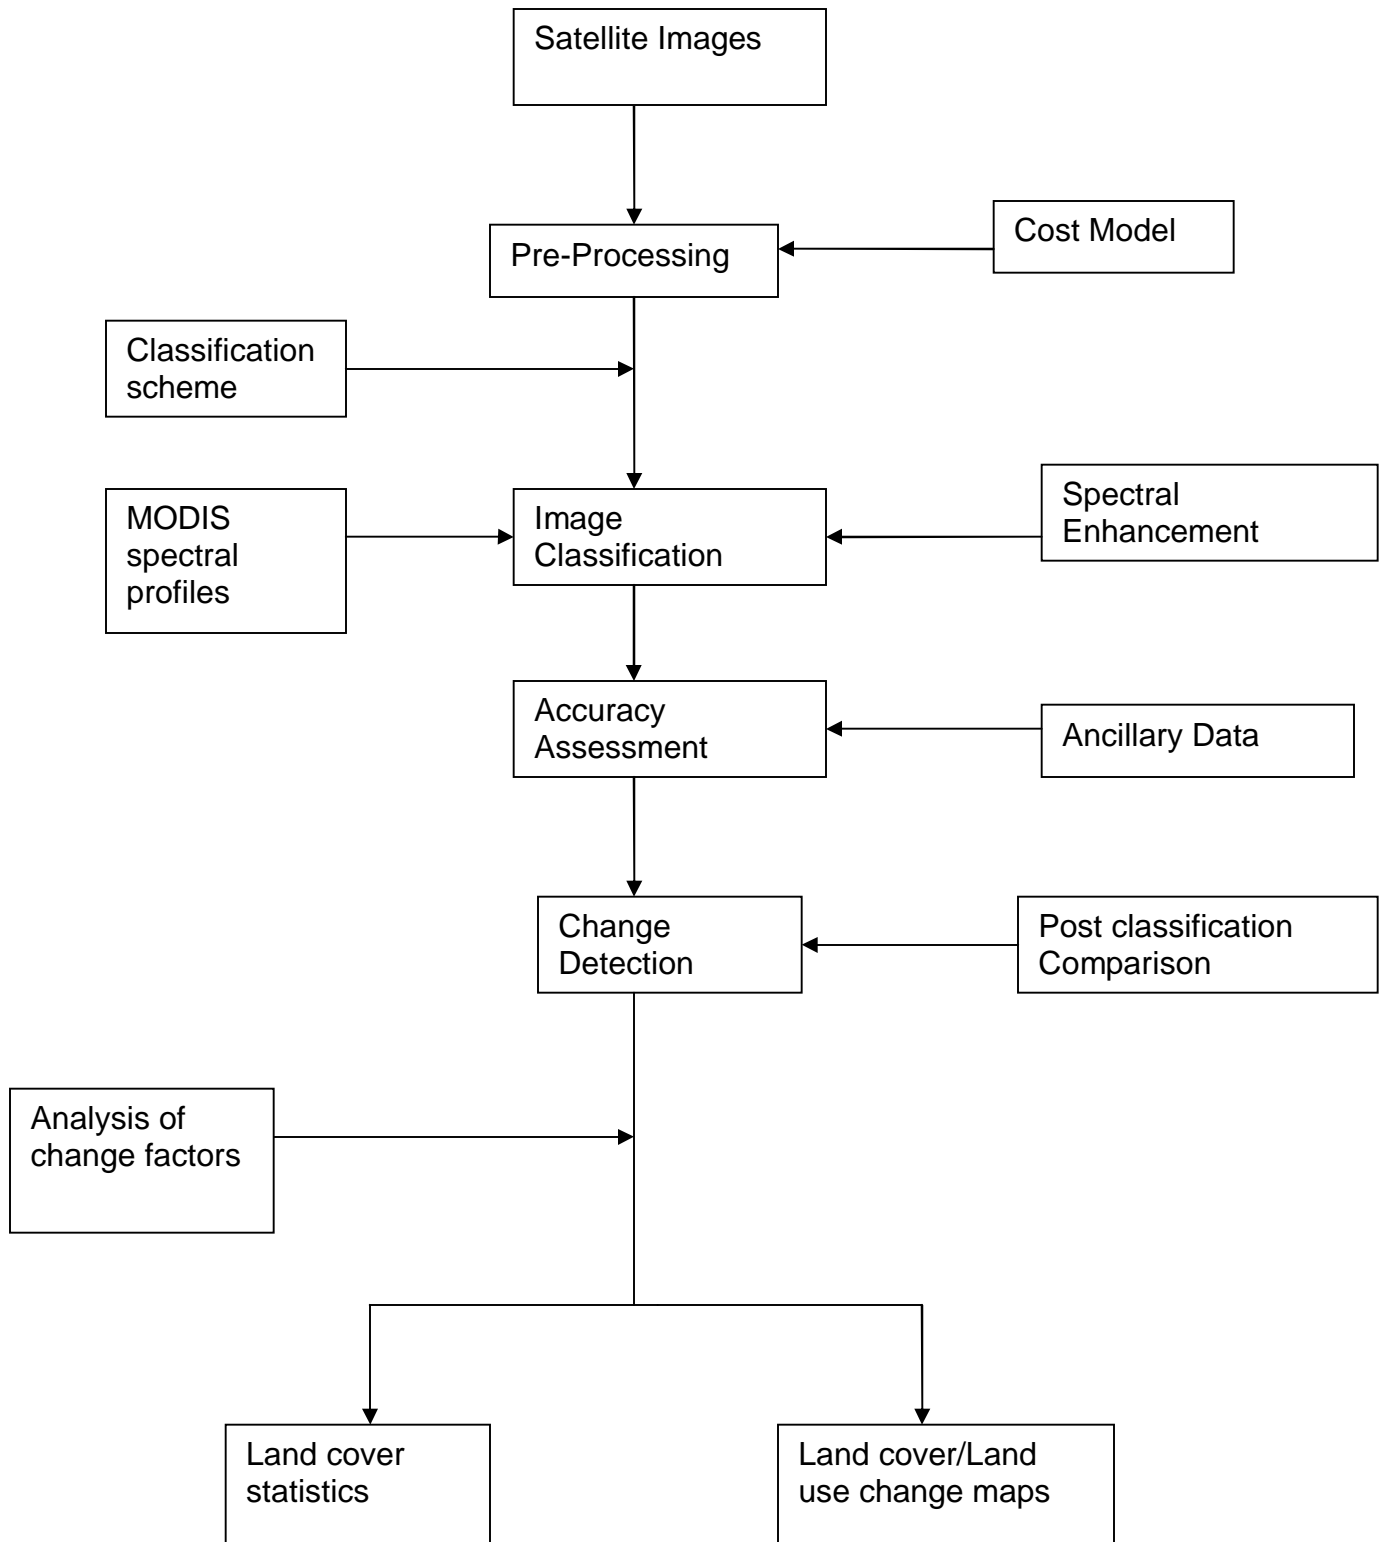 Satellite Images
Pre-Processing
Cost Model
Classification
scheme
MODIS
spectral
profiles
Image
Classification
Spectral
Enhancement
Accuracy
Assessment
Ancillary Data
Change
Detection
Post classification
Comparison
Analysis of
change factors
Land cover
statistics
Land cover/Land
use change maps